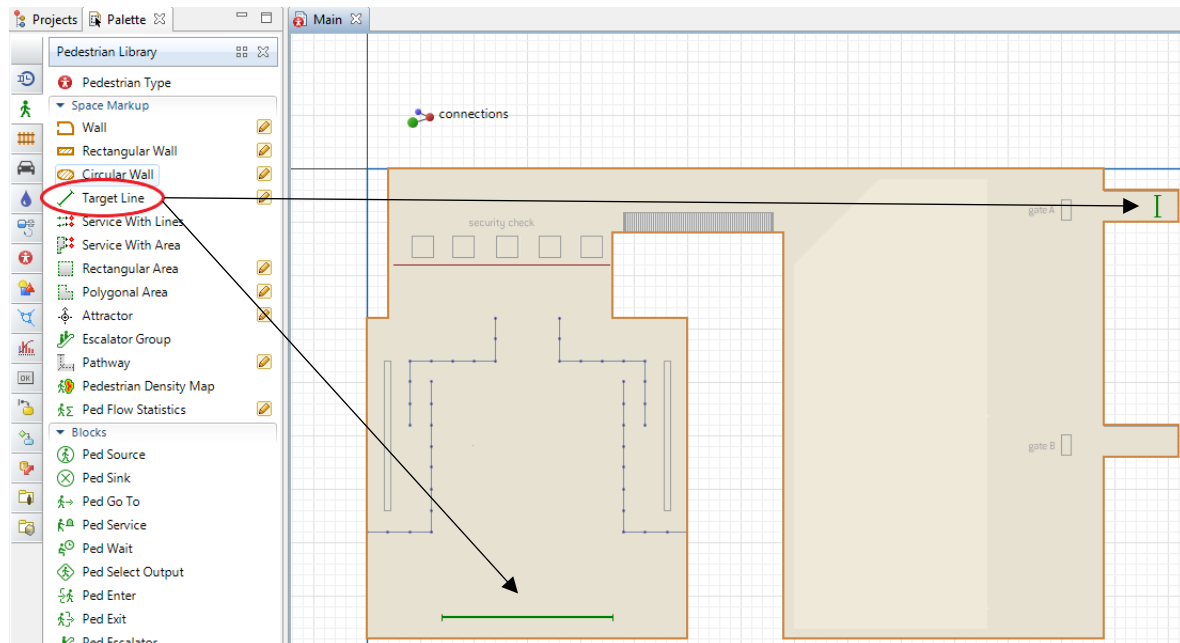 Projects
Palette
Main
Pedestrian Library
Pedestrian Type
Space Markup
Wall
Rectangular Wall
Circular Wall
Target Line
Service With Lines
Service With Area
Rectangular Area
Polygonal Area
Attractor
Escalator Group
Pathway
Pedestrian Density Map
Ped Flow Statistics
Blocks
Ped Source
Ped Sink
Ped Go To
Ped Service
Ped Wait
Ped Select Output
Ped Enter
Ped Exit
Ped Escalator
OK
connections
security check
gate A
gate B